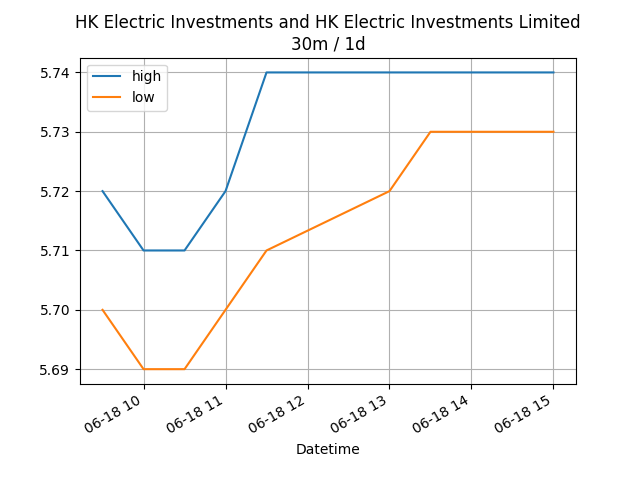 HK Electric Investments and HK Electric Investments Limited
30m / 1d
high
low
5.74
5.73
5.72
5.71
5.70
5.69
06-18 10
06-18 11
06-18 12
06-18 13
06-18 14
06-18 15
Datetime